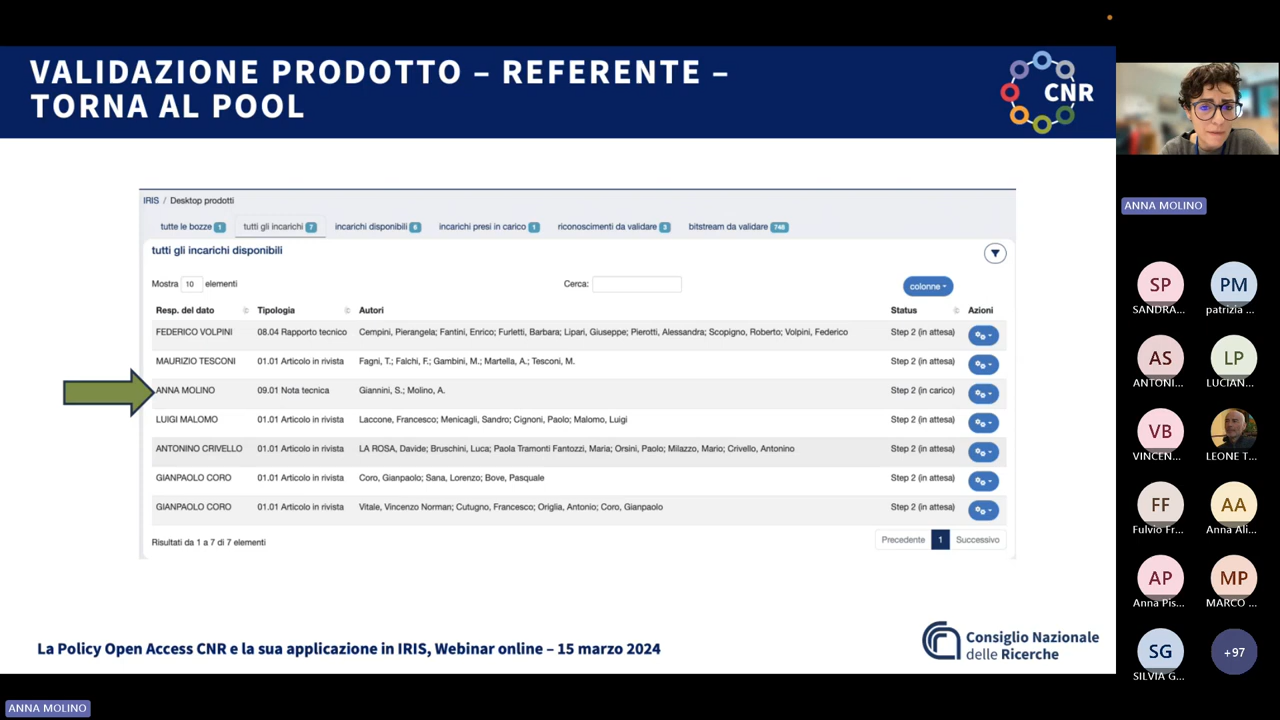 VALIDAZIONE PRODOTTO – REFERENTE –
TORNA AL POOL
CNR
IRIS / Desktop prodotti
tutte le bozze 1 tutti gli incarichi 7 incarichi disponibili 6 incarichi presi in carico 1 riconoscimenti da validare 3 bitstream da validare 748
tutti gli incarichi disponibili
Mostra 10 elementi Cerca: colonne
Resp. del dato Tipologia Autori Status Azioni
FEDERICO VOLPINI 08.04 Rapporto tecnico Cempini, Pierangela; Fantini, Enrico; Furletti, Barbara; Lipari, Giuseppe; Pierotti, Alessandra; Scopigno, Roberto; Volpini, Federico Step 2 (in attesa)
MAURIZIO TESCONI 01.01 Articolo in rivista Fagni, T.; Falchi, F.; Gambini, M.; Martella, A.; Tesconi, M. Step 2 (in attesa)
ANNA MOLINO 09.01 Nota tecnica Giannini, S.; Molino, A. Step 2 (in carico)
LUIGI MALOMO 01.01 Articolo in rivista Laccone, Francesco; Menicagli, Sandro; Cignoni, Paolo; Malomo, Luigi Step 2 (in attesa)
ANTONINO CRIVELLO 01.01 Articolo in rivista LA ROSA, Davide; Bruschini, Luca; Paola Tramonti Fantozzi, Maria; Orsini, Paolo; Milazzo, Mario; Crivello, Antonino Step 2 (in attesa)
GIANPAOLO CORO 01.01 Articolo in rivista Coro, Gianpaolo; Sana, Lorenzo; Bove, Pasquale Step 2 (in attesa)
GIANPAOLO CORO 01.01 Articolo in rivista Vitale, Vincenzo Norman; Cutugno, Francesco; Origlia, Antonio; Coro, Gianpaolo Step 2 (in attesa)
Risultati da 1 a 7 di 7 elementi Precedente 1 Successivo
La Policy Open Access CNR e la sua applicazione in IRIS, Webinar online – 15 marzo 2024
Consiglio Nazionale
delle Ricerche
ANNA MOLINO
ANNA MOLINO
SP PM
SANDRA... patrizia ...
AS LP
ANTONI... LUCIAN...
VB
VINCEN... LEONE T...
FF AA
Fulvio Fr... Anna Ali...
AP MP
Anna Pis... MARCO ...
SG +97
SILVIA G...